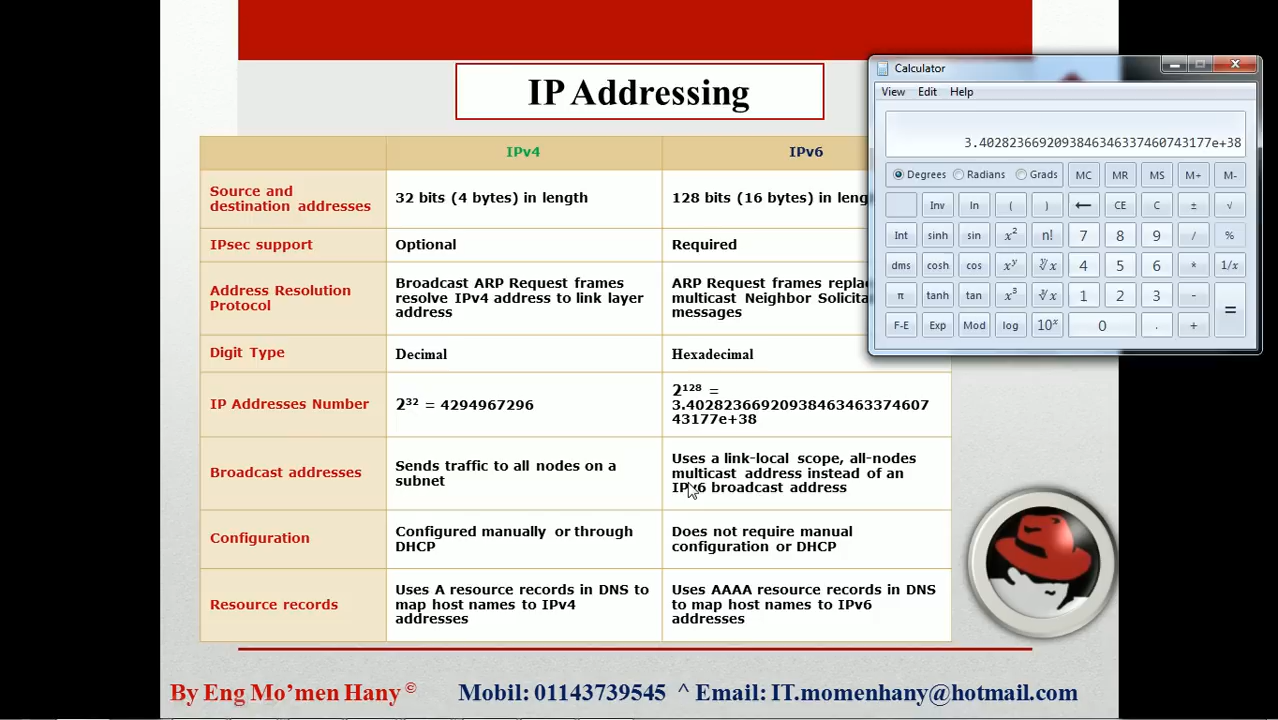 IP Addressing
IPv4
IPv6
Source and
destination addresses
32 bits (4 bytes) in length
128 bits (16 bytes) in leng
IPsec support
Optional
Required
Address Resolution
Protocol
Broadcast ARP Request frames
resolve IPv4 address to link layer
address
ARP Request frames replac
multicast Neighbor Solicita
messages
Digit Type
Decimal
Hexadecimal
IP Addresses Number
2³² = 4294967296
2¹²⁸ =
3.40282366920938463463374607
43177e+38
Broadcast addresses
Sends traffic to all nodes on a
subnet
Uses a link-local scope, all-nodes
multicast address instead of an
IPv6 broadcast address
Configuration
Configured manually or through
DHCP
Does not require manual
configuration or DHCP
Resource records
Uses A resource records in DNS to
map host names to IPv4
addresses
Uses AAAA resource records in DNS
to map host names to IPv6
addresses
Calculator
View Edit Help
3.4028236692093846346337460743177e+38
Degrees Radians Grads MC MR MS M+ M-
Inv ln ( ) ← CE C ± √
Int sinh sin x² n! 7 8 9 / %
dms cosh cos xʸ ʸ√x 4 5 6 * 1/x
π tanh tan x³ ³√x 1 2 3 - =
F-E Exp Mod log 10ˣ 0 . +
By Eng Mo’men Hany © Mobil: 01143739545 ^ Email: IT.momenhany@hotmail.com